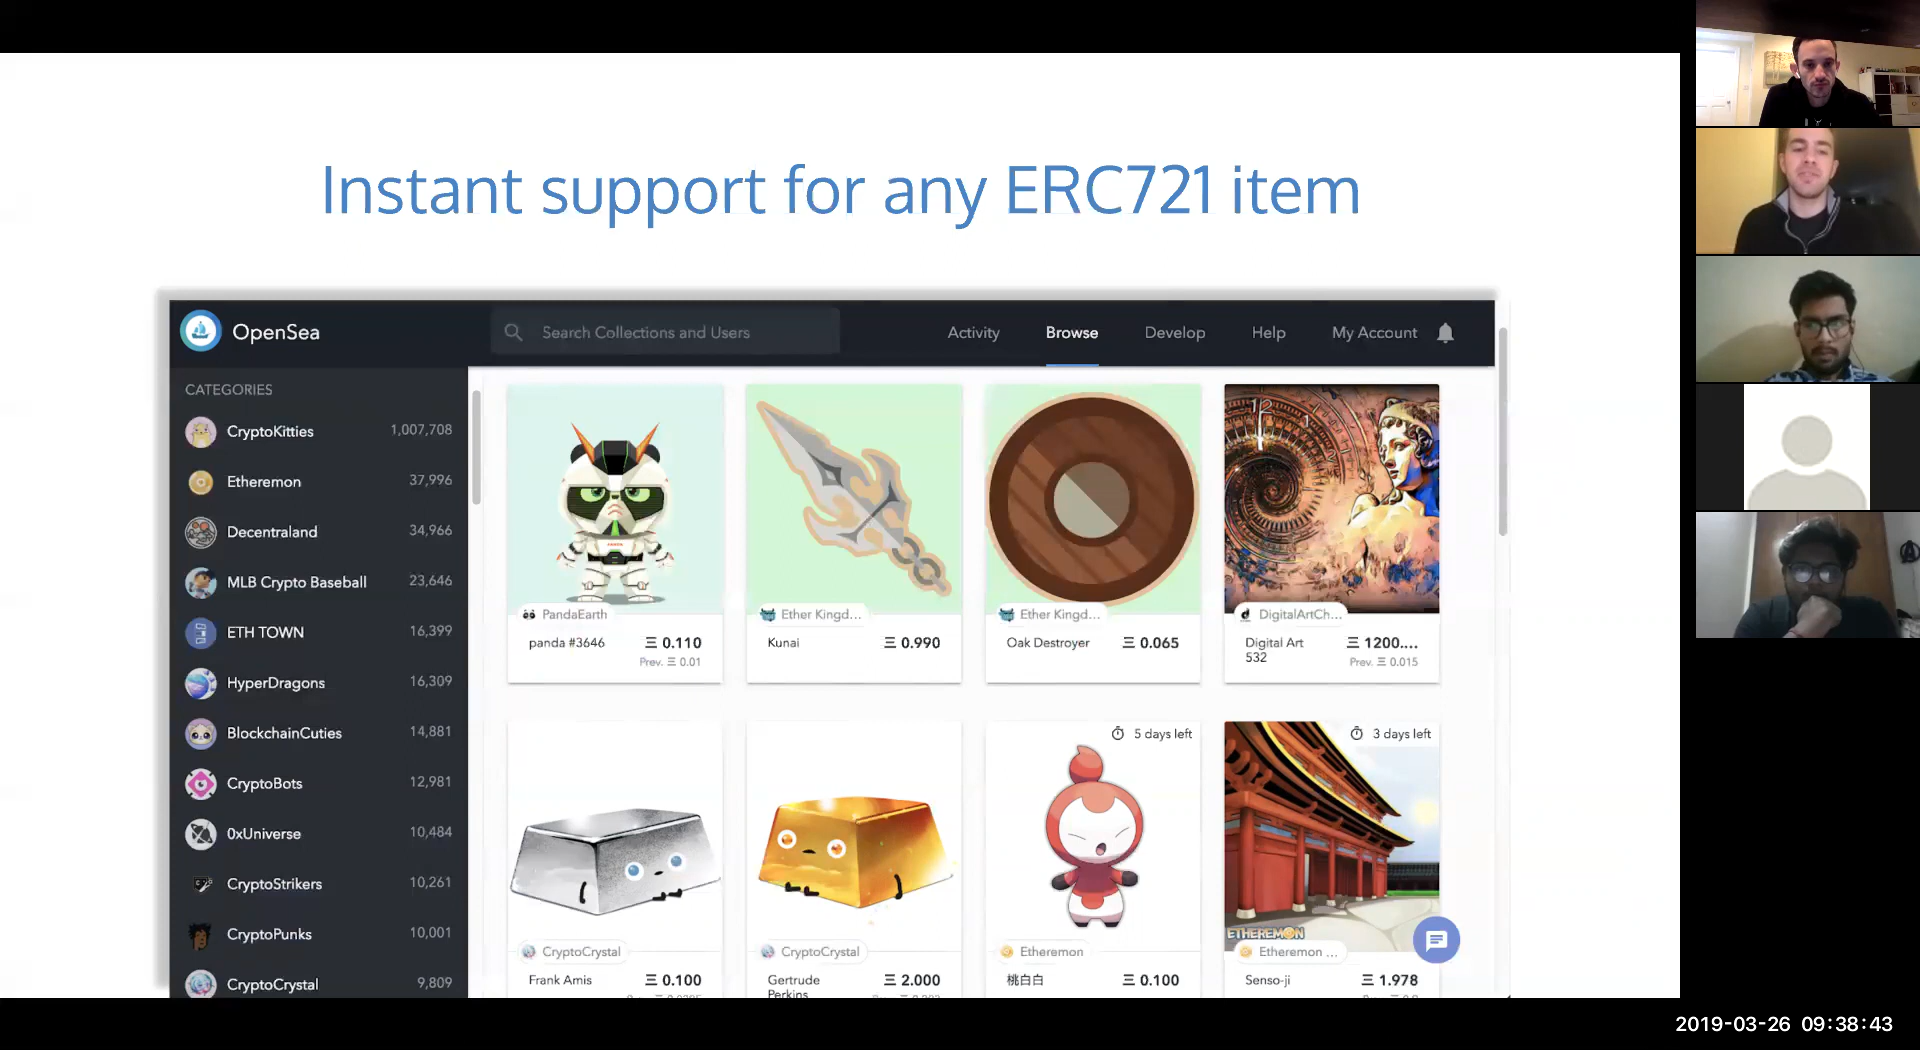 Instant support for any ERC721 item
OpenSea
Search Collections and Users
Activity
Browse
Develop
Help
My Account
CATEGORIES
CryptoKitties 1,007,708
Etheremon 37,996
Decentraland 34,966
MLB Crypto Baseball 23,646
ETH TOWN 16,399
HyperDragons 16,309
BlockchainCuties 14,881
CryptoBots 12,981
0xUniverse 10,484
CryptoStrikers 10,261
CryptoPunks 10,001
CryptoCrystal 9,809
PandaEarth
panda #3646 Ξ 0.110
Prev. Ξ 0.01
Ether Kingd...
Kunai Ξ 0.990
Ether Kingd...
Oak Destroyer Ξ 0.065
12 1
DigitalArtCh...
Digital Art Ξ 1200....
532 Prev. Ξ 0.015
CryptoCrystal
Frank Amis Ξ 0.100
CryptoCrystal
Gertrude Ξ 2.000
Perkins
5 days left
Etheremon
桃白白 Ξ 0.100
3 days left
ETHEREMON
Etheremon ...
Senso-ji Ξ 1.978
2019-03-26 09:38:43